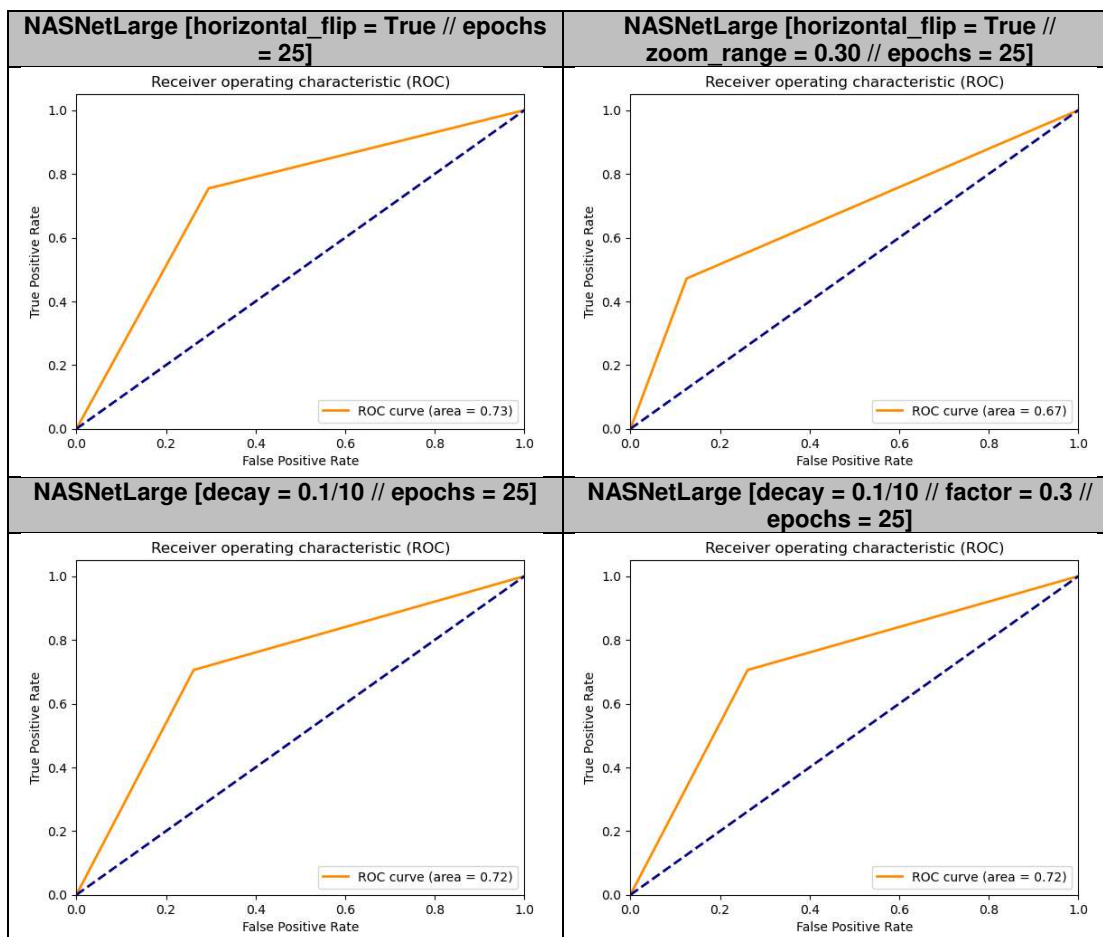 NASNetLarge [horizontal_flip = True // epochs
= 25]
Receiver operating characteristic (ROC)
1.0
0.8
0.6
0.4
0.2
0.0
True Positive Rate
ROC curve (area = 0.73)
0.0 0.2 0.4 0.6 0.8 1.0
False Positive Rate
NASNetLarge [horizontal_flip = True //
zoom_range = 0.30 // epochs = 25]
Receiver operating characteristic (ROC)
1.0
0.8
0.6
0.4
0.2
0.0
True Positive Rate
ROC curve (area = 0.67)
0.0 0.2 0.4 0.6 0.8 1.0
False Positive Rate
NASNetLarge [decay = 0.1/10 // epochs = 25]
Receiver operating characteristic (ROC)
1.0
0.8
0.6
0.4
0.2
0.0
True Positive Rate
ROC curve (area = 0.72)
0.0 0.2 0.4 0.6 0.8 1.0
False Positive Rate
NASNetLarge [decay = 0.1/10 // factor = 0.3 //
epochs = 25]
Receiver operating characteristic (ROC)
1.0
0.8
0.6
0.4
0.2
0.0
True Positive Rate
ROC curve (area = 0.72)
0.0 0.2 0.4 0.6 0.8 1.0
False Positive Rate